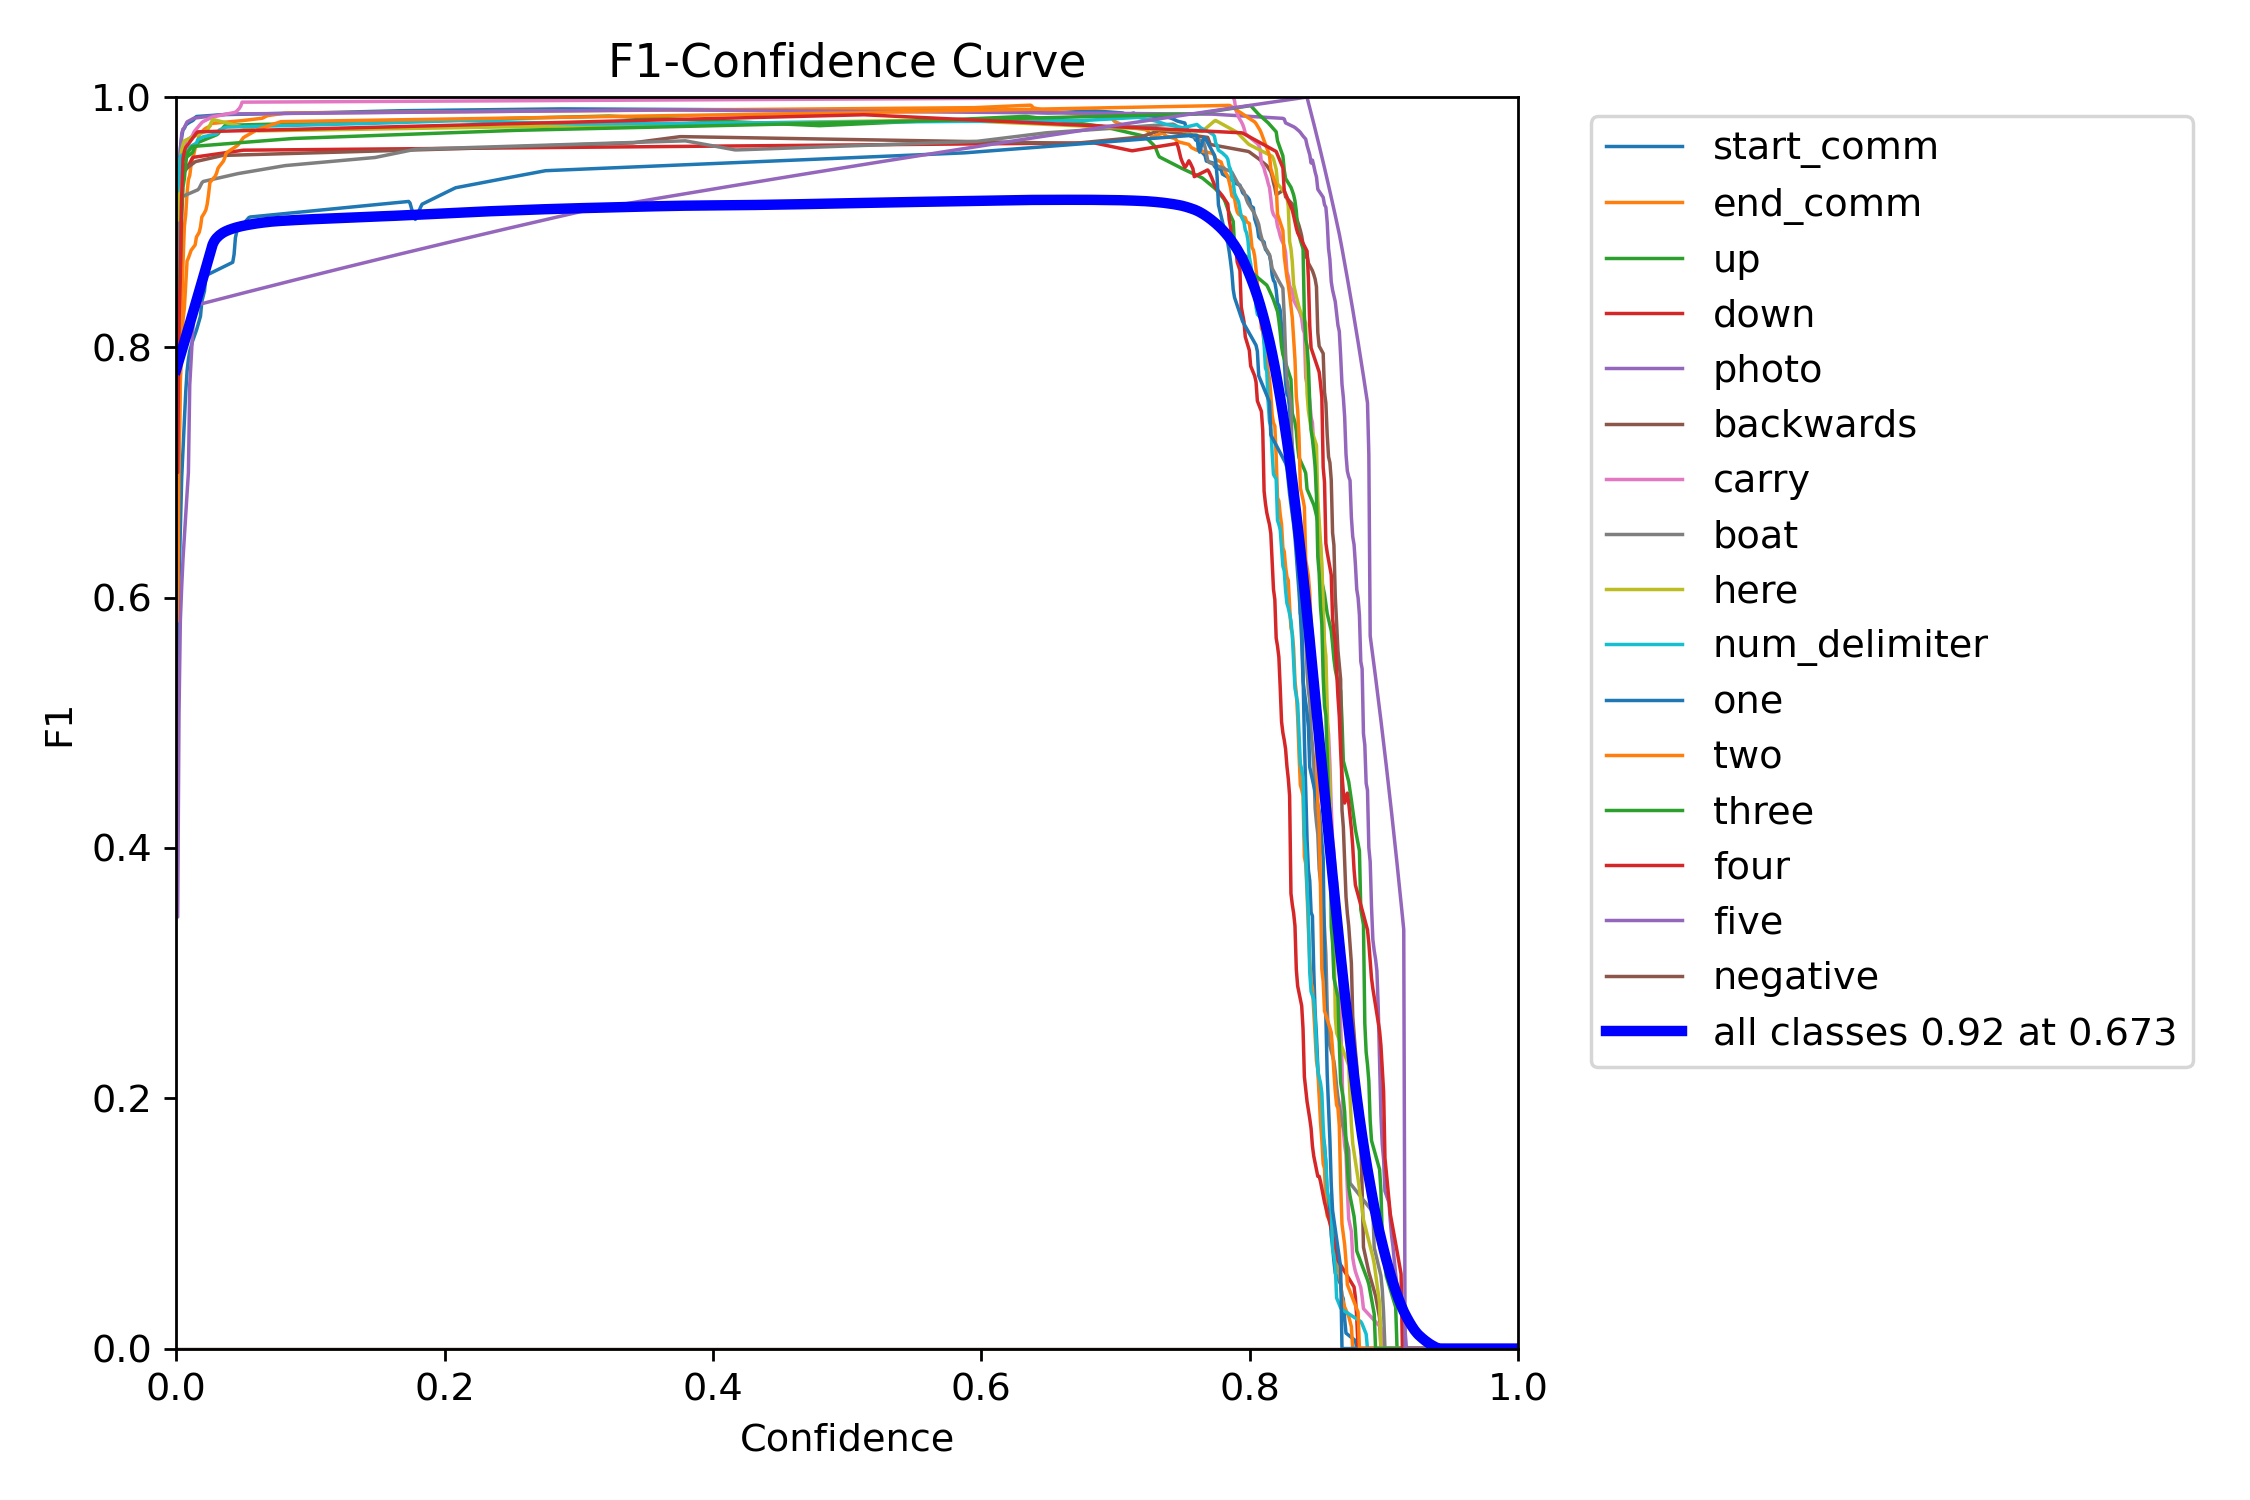 F1-Confidence Curve
1.0
0.8
0.6
0.4
0.2
0.0
F1
0.0 0.2 0.4 0.6 0.8 1.0
Confidence
start_comm
end_comm
up
down
photo
backwards
carry
boat
here
num_delimiter
one
two
three
four
five
negative
all classes 0.92 at 0.673